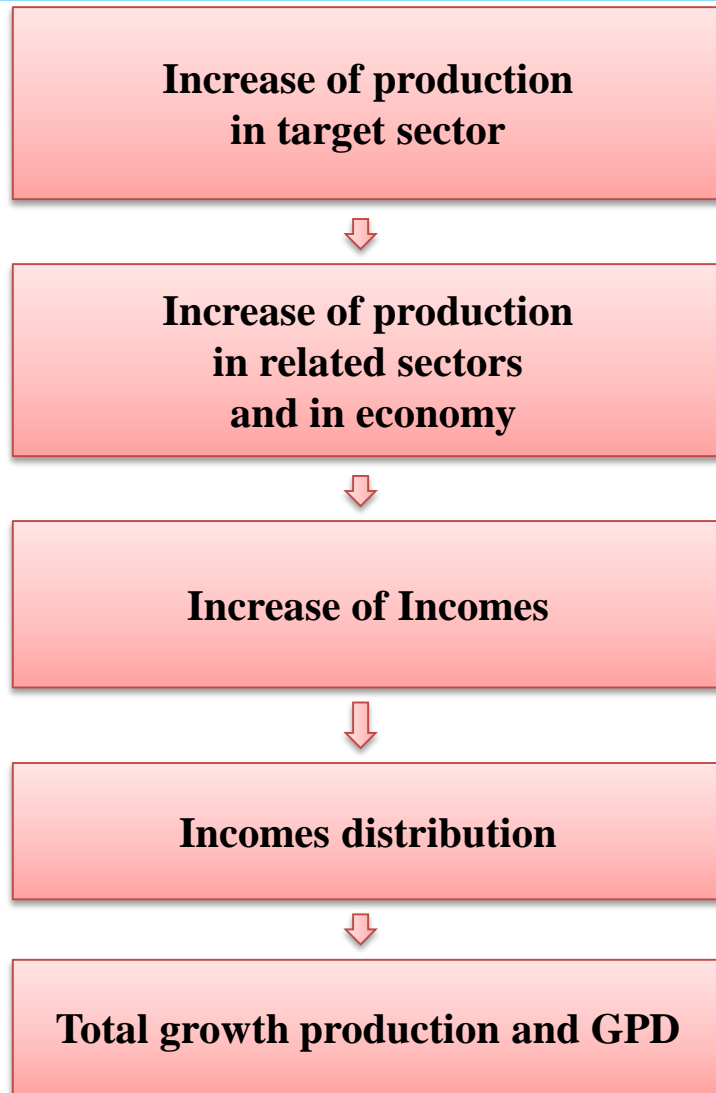 Increase of production
in target sector
Increase of production
in related sectors
and in economy
Increase of Incomes
Incomes distribution
Total growth production and GPD